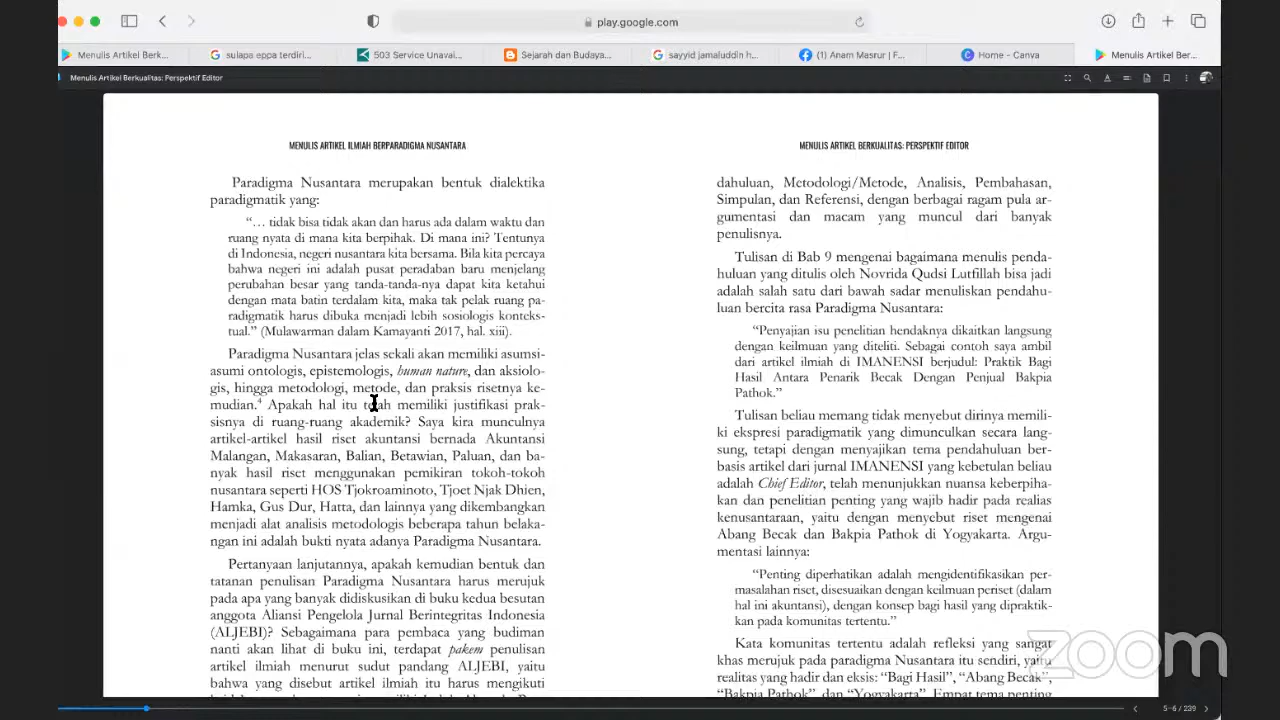 play.google.com
Menulis Artikel Berk...
sulapa eppa terdiri...
503 Service Unavai...
Sejarah dan Budaya...
sayyid jamaluddin h...
(1) Anam Masrur | F...
Home - Canva
Menulis Artikel Ber...
Menulis Artikel Berkualitas: Perspektif Editor
MENULIS ARTIKEL ILMIAH BERPARADIGMA NUSANTARA
Paradigma Nusantara merupakan bentuk dialektika
paradigmatik yang:
“… tidak bisa tidak akan dan harus ada dalam waktu dan
ruang nyata di mana kita berpihak. Di mana ini? Tentunya
di Indonesia, negeri nusantara kita bersama. Bila kita percaya
bahwa negeri ini adalah pusat peradaban baru menjelang
perubahan besar yang tanda-tanda-nya dapat kita ketahui
dengan mata batin terdalam kita, maka tak pelak ruang pa-
radigmatik harus dibuka menjadi lebih sosiologis konteks-
tual.” (Mulawarman dalam Kamayanti 2017, hal. xiii).
Paradigma Nusantara jelas sekali akan memiliki asumsi-
asumi ontologis, epistemologis, human nature, dan aksiolo-
gis, hingga metodologi, metode, dan praksis risetnya ke-
mudian.⁴ Apakah hal itu telah memiliki justifikasi prak-
sisnya di ruang-ruang akademik? Saya kira munculnya
artikel-artikel hasil riset akuntansi bernada Akuntansi
Malangan, Makasaran, Balian, Betawian, Paluan, dan ba-
nyak hasil riset menggunakan pemikiran tokoh-tokoh
nusantara seperti HOS Tjokroaminoto, Tjoet Njak Dhien,
Hamka, Gus Dur, Hatta, dan lainnya yang dikembangkan
menjadi alat analisis metodologis beberapa tahun belaka-
ngan ini adalah bukti nyata adanya Paradigma Nusantara.
Pertanyaan lanjutannya, apakah kemudian bentuk dan
tatanan penulisan Paradigma Nusantara harus merujuk
pada apa yang banyak didiskusikan di buku kedua besutan
anggota Aliansi Pengelola Jurnal Berintegritas Indonesia
(ALJEBI)? Sebagaimana para pembaca yang budiman
nanti akan lihat di buku ini, terdapat pakem penulisan
artikel ilmiah menurut sudut pandang ALJEBI, yaitu
bahwa yang disebut artikel ilmiah itu harus mengikuti
MENULIS ARTIKEL BERKUALITAS: PERSPEKTIF EDITOR
dahuluan, Metodologi/Metode, Analisis, Pembahasan,
Simpulan, dan Referensi, dengan berbagai ragam pula ar-
gumentasi dan macam yang muncul dari banyak
penulisnya.
Tulisan di Bab 9 mengenai bagaimana menulis penda-
huluan yang ditulis oleh Novrida Qudsi Lutfillah bisa jadi
adalah salah satu dari bawah sadar menuliskan pendahu-
luan bercita rasa Paradigma Nusantara:
“Penyajian isu penelitian hendaknya dikaitkan langsung
dengan keilmuan yang diteliti. Sebagai contoh saya ambil
dari artikel ilmiah di IMANENSI berjudul: Praktik Bagi
Hasil Antara Penarik Becak Dengan Penjual Bakpia
Pathok.”
Tulisan beliau memang tidak menyebut dirinya memili-
ki ekspresi paradigmatik yang dimunculkan secara lang-
sung, tetapi dengan menyajikan tema pendahuluan ber-
basis artikel dari jurnal IMANENSI yang kebetulan beliau
adalah Chief Editor, telah menunjukkan nuansa keberpiha-
kan dan penelitian penting yang wajib hadir pada realias
kenusantaraan, yaitu dengan menyebut riset mengenai
Abang Becak dan Bakpia Pathok di Yogyakarta. Argu-
mentasi lainnya:
“Penting diperhatikan adalah mengidentifikasikan per-
masalahan riset, disesuaikan dengan keilmuan periset (dalam
hal ini akuntansi), dengan konsep bagi hasil yang dipraktik-
kan pada komunitas tertentu.”
Kata komunitas tertentu adalah refleksi yang sangat
khas merujuk pada paradigma Nusantara itu sendiri, yaitu
realitas yang hadir dan eksis: “Bagi Hasil”, “Abang Becak”,
“Bakpia Pathok”, dan “Yogyakarta”. Empat tema penting
zoom
5-6 / 239